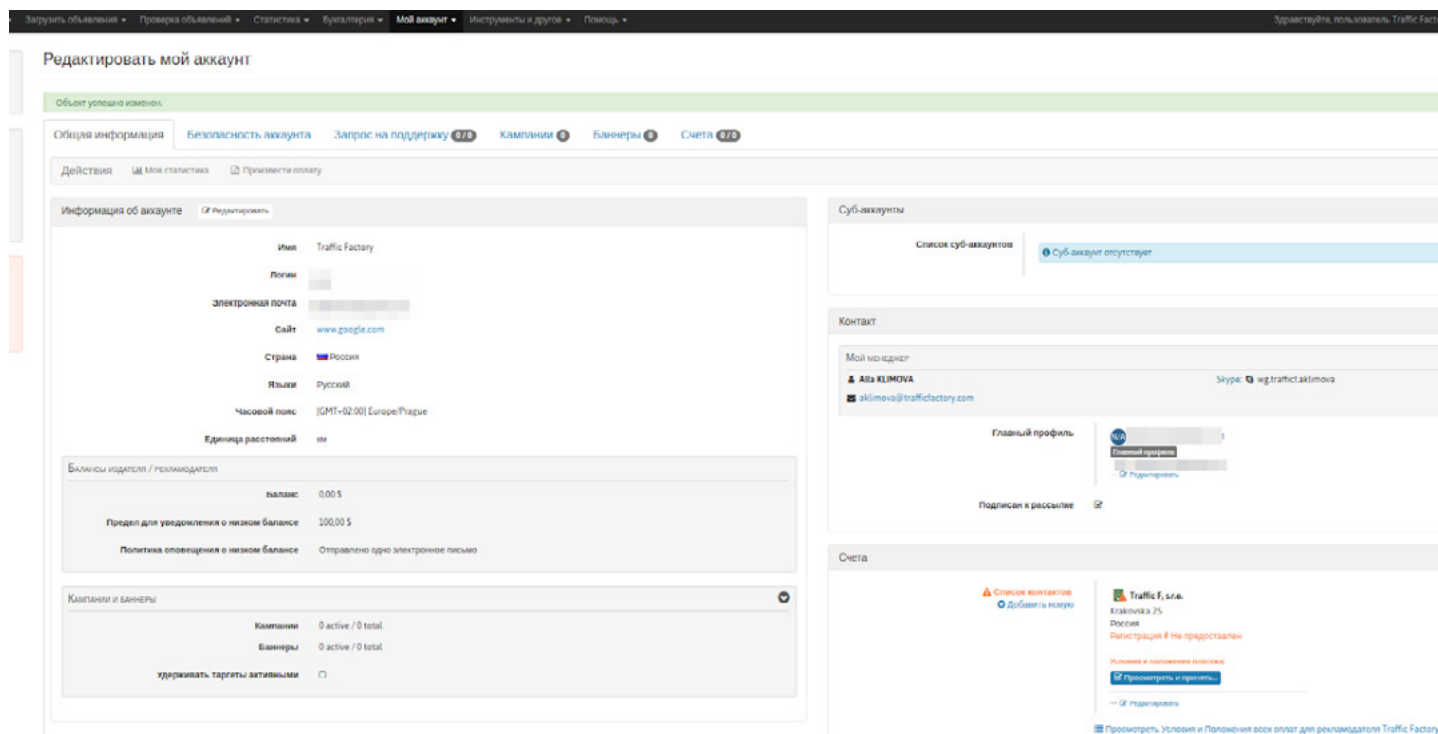 Загрузить объявления Проверка объявлений Статистика Бухгалтерия Мой аккаунт Инструменты и другое Помощь Здравствуйте, пользователь Traffic Fact
Редактировать мой аккаунт
Объект успешно изменен.
Общая информация Безопасность аккаунта Запрос на поддержку 0 / 0 Кампании 0 Баннеры 0 Счета 0 / 0
Действия Моя статистика Произвести оплату
Информация об аккаунте Редактировать
Имя Traffic Factory
Логин
Электронная почта
Сайт www.google.com
Страна Россия
Языки Русский
Часовой пояс [GMT+02:00] Europe/Prague
Единица расстояний км
Балансы издателя / рекламодателя
Баланс 0,00 $
Предел для уведомления о низком балансе 100,00 $
Политика оповещения о низком балансе Отправлено одно электронное письмо
Кампании и баннеры
Кампании 0 active / 0 total
Баннеры 0 active / 0 total
Удерживать таргеты активными
Суб-аккаунты
Список суб-аккаунтов Суб-аккаунт отсутствует
Контакт
Мой менеджер
Alla KLIMOVA Skype: wg.traffict.aklimova
aklimova@trafficfactory.com
Главный профиль N/A
Главный профиль
— Редактировать
Подписан к рассылке
Счета
Список контактов
Добавить новую
Traffic F, s.r.o.
Krakovska 25
Россия
Регистрация # Не предоставлен
Условия и положения платежа:
Просмотреть и принять...
— Редактировать
Просмотреть Условия и Положения всех оплат для рекламодателя Traffic Factory